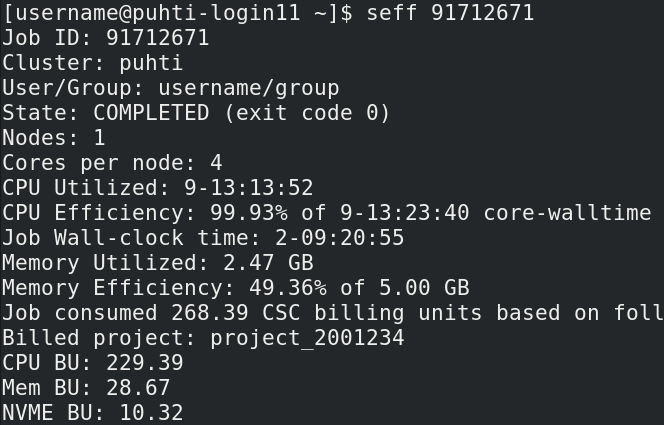 [username@puhti-login11 ~]$ seff 91712671
Job ID: 91712671
Cluster: puhti
User/Group: username/group
State: COMPLETED (exit code 0)
Nodes: 1
Cores per node: 4
CPU Utilized: 9-13:13:52
CPU Efficiency: 99.93% of 9-13:23:40 core-walltime
Job Wall-clock time: 2-09:20:55
Memory Utilized: 2.47 GB
Memory Efficiency: 49.36% of 5.00 GB
Job consumed 268.39 CSC billing units based on foll
Billed project: project_2001234
CPU BU: 229.39
Mem BU: 28.67
NVME BU: 10.32